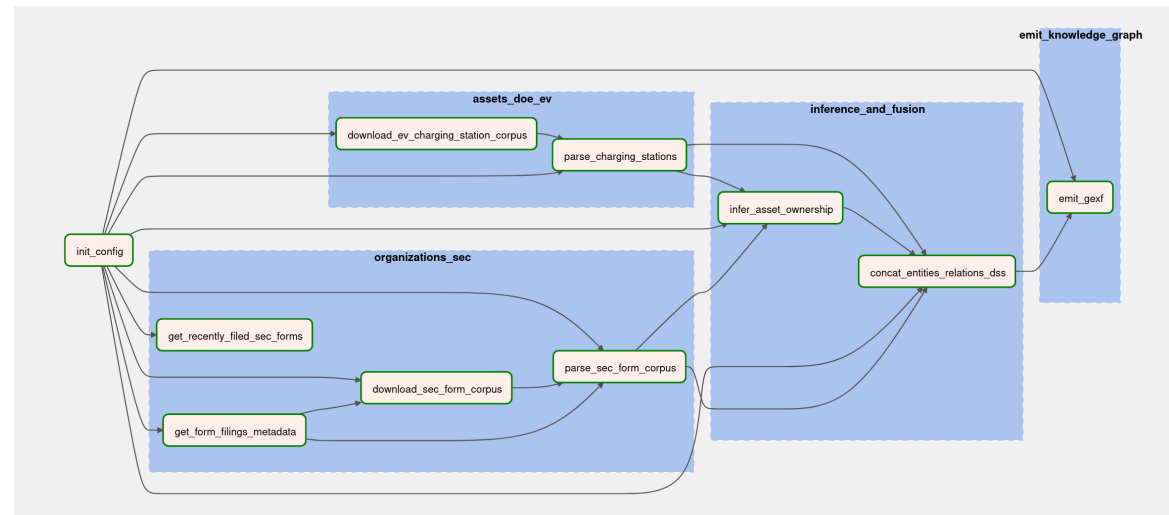 emit_knowledge_graph
assets_doe_ev
inference_and_fusion
download_ev_charging_station_corpus
parse_charging_stations
emit_gexf
infer_asset_ownership
init_config
organizations_sec
concat_entities_relations_dss
get_recently_filed_sec_forms
parse_sec_form_corpus
download_sec_form_corpus
get_form_filings_metadata